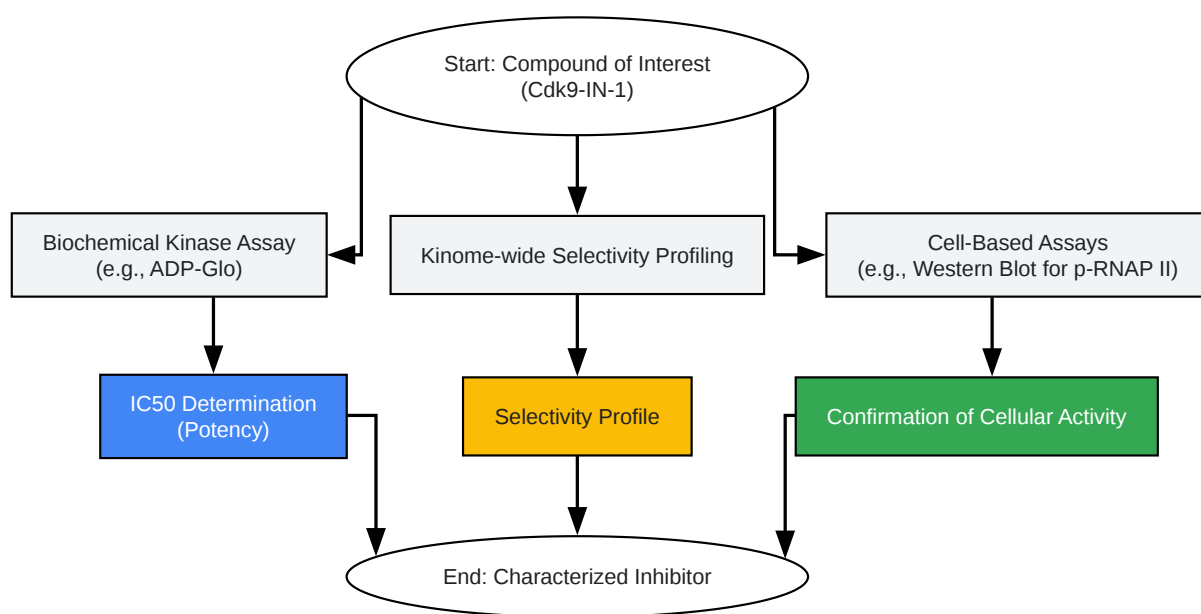 Start: Compound of Interest
(Cdk9-IN-1)
Biochemical Kinase Assay
(e.g., ADP-Glo)
Kinome-wide Selectivity Profiling
Cell-Based Assays
(e.g., Western Blot for p-RNAP II)
IC50 Determination
(Potency)
Selectivity Profile
Confirmation of Cellular Activity
End: Characterized Inhibitor